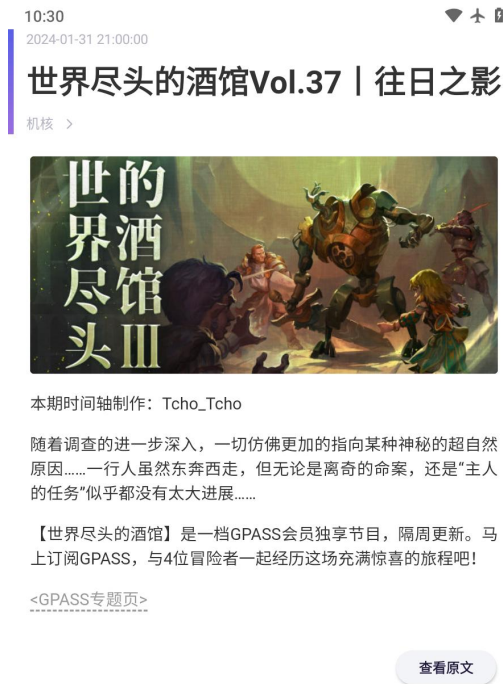 10:30
2024-01-31 21:00:00
世界尽头的酒馆Vol.37丨往日之影
机核
世界尽头
的酒馆III
本期时间轴制作：Tcho_Tcho
随着调查的进一步深入，一切仿佛更加的指向某种神秘的超自然
原因……一行人虽然东奔西走，但无论是离奇的命案，还是“主人
的任务”似乎都没有太大进展……
【世界尽头的酒馆】是一档GPASS会员独享节目，隔周更新。马
上订阅GPASS，与4位冒险者一起经历这场充满惊喜的旅程吧！
<GPASS专题页>
查看原文